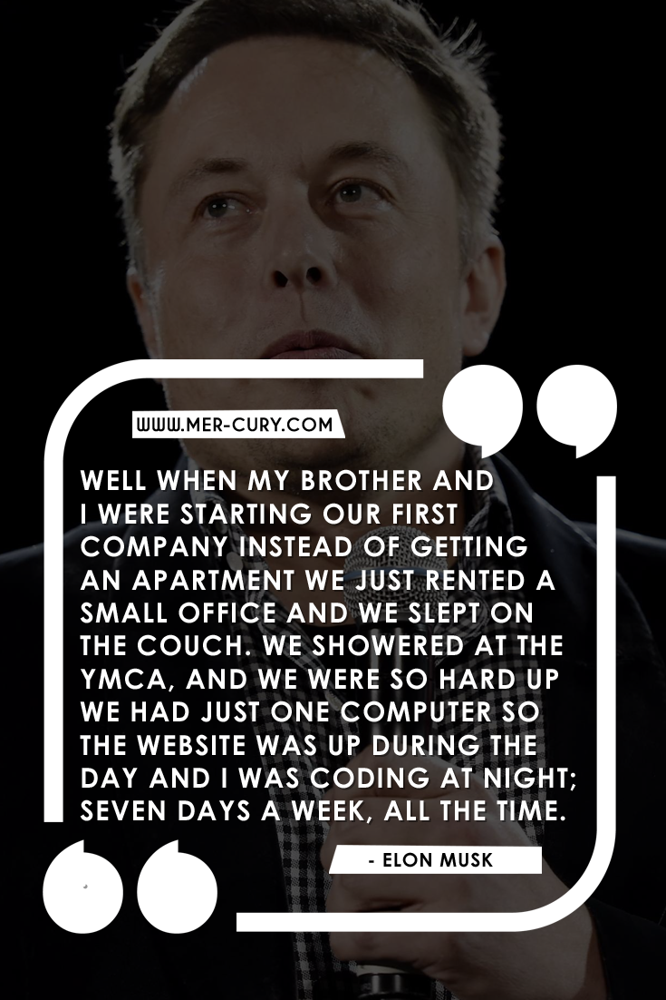 WWW.MER-CURY.COM
WELL WHEN MY BROTHER AND
I WERE STARTING OUR FIRST
COMPANY INSTEAD OF GETTING
AN APARTMENT WE JUST RENTED A
SMALL OFFICE AND WE SLEPT ON
THE COUCH. WE SHOWERED AT THE
YMCA, AND WE WERE SO HARD UP
WE HAD JUST ONE COMPUTER SO
THE WEBSITE WAS UP DURING THE
DAY AND I WAS CODING AT NIGHT;
SEVEN DAYS A WEEK, ALL THE TIME.
- ELON MUSK